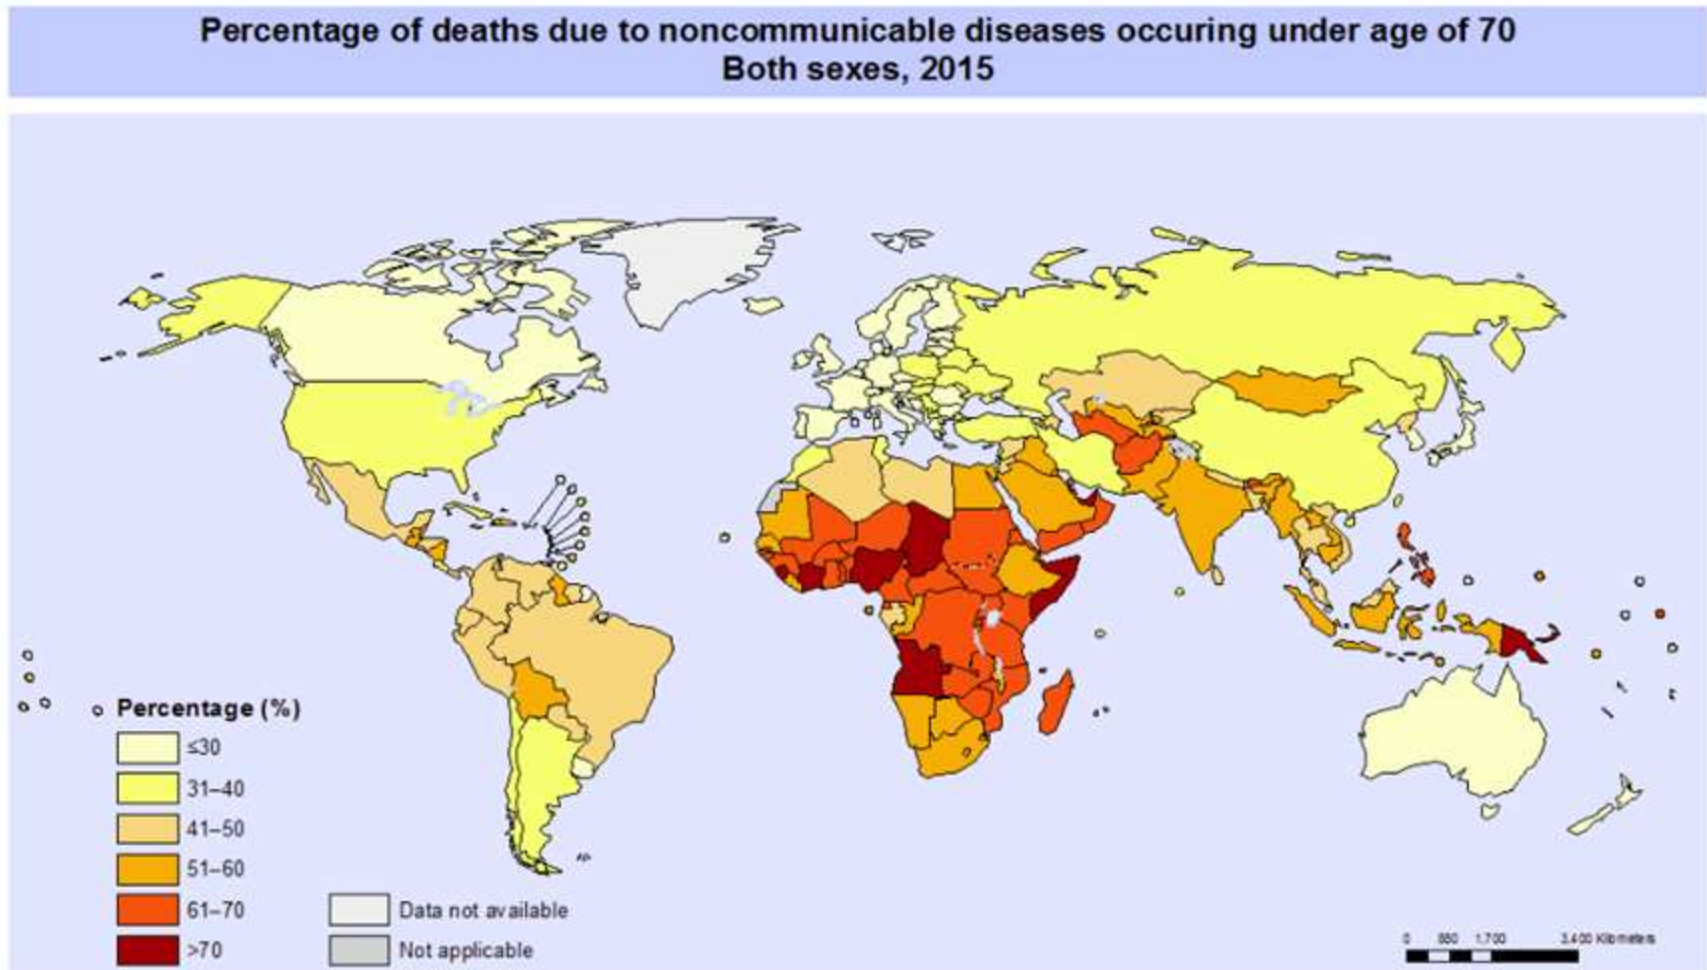 Percentage of deaths due to noncommunicable diseases occuring under age of 70
Both sexes, 2015
Percentage (%)
≤30
31–40
41–50
51–60
61–70
>70
Data not available
Not applicable
0 850 1,700 3,400 Kilometers